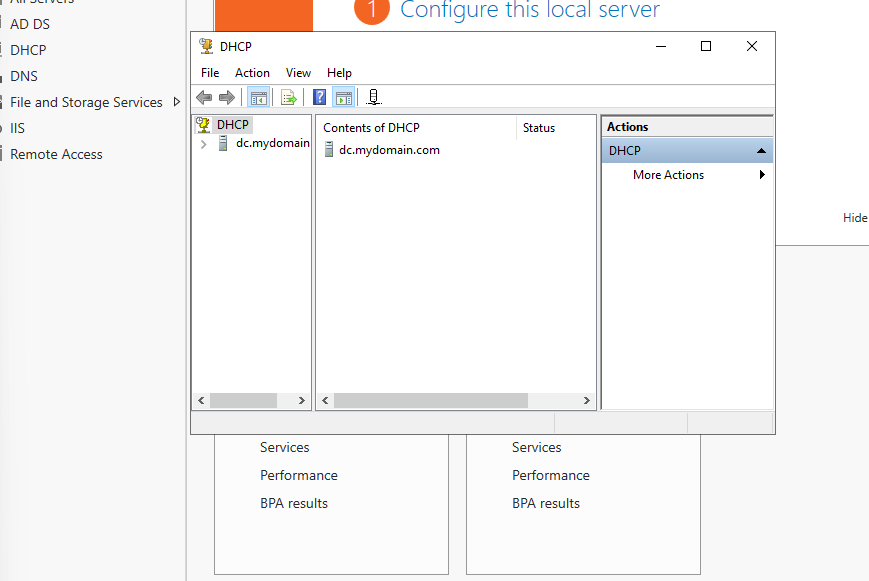 All Servers
AD DS
DHCP
DNS
File and Storage Services
IIS
Remote Access
1 Configure this local server
Hide
DHCP
File Action View Help
DHCP
dc.mydomain
Contents of DHCP Status
dc.mydomain.com
Actions
DHCP
More Actions
Services
Performance
BPA results
Services
Performance
BPA results